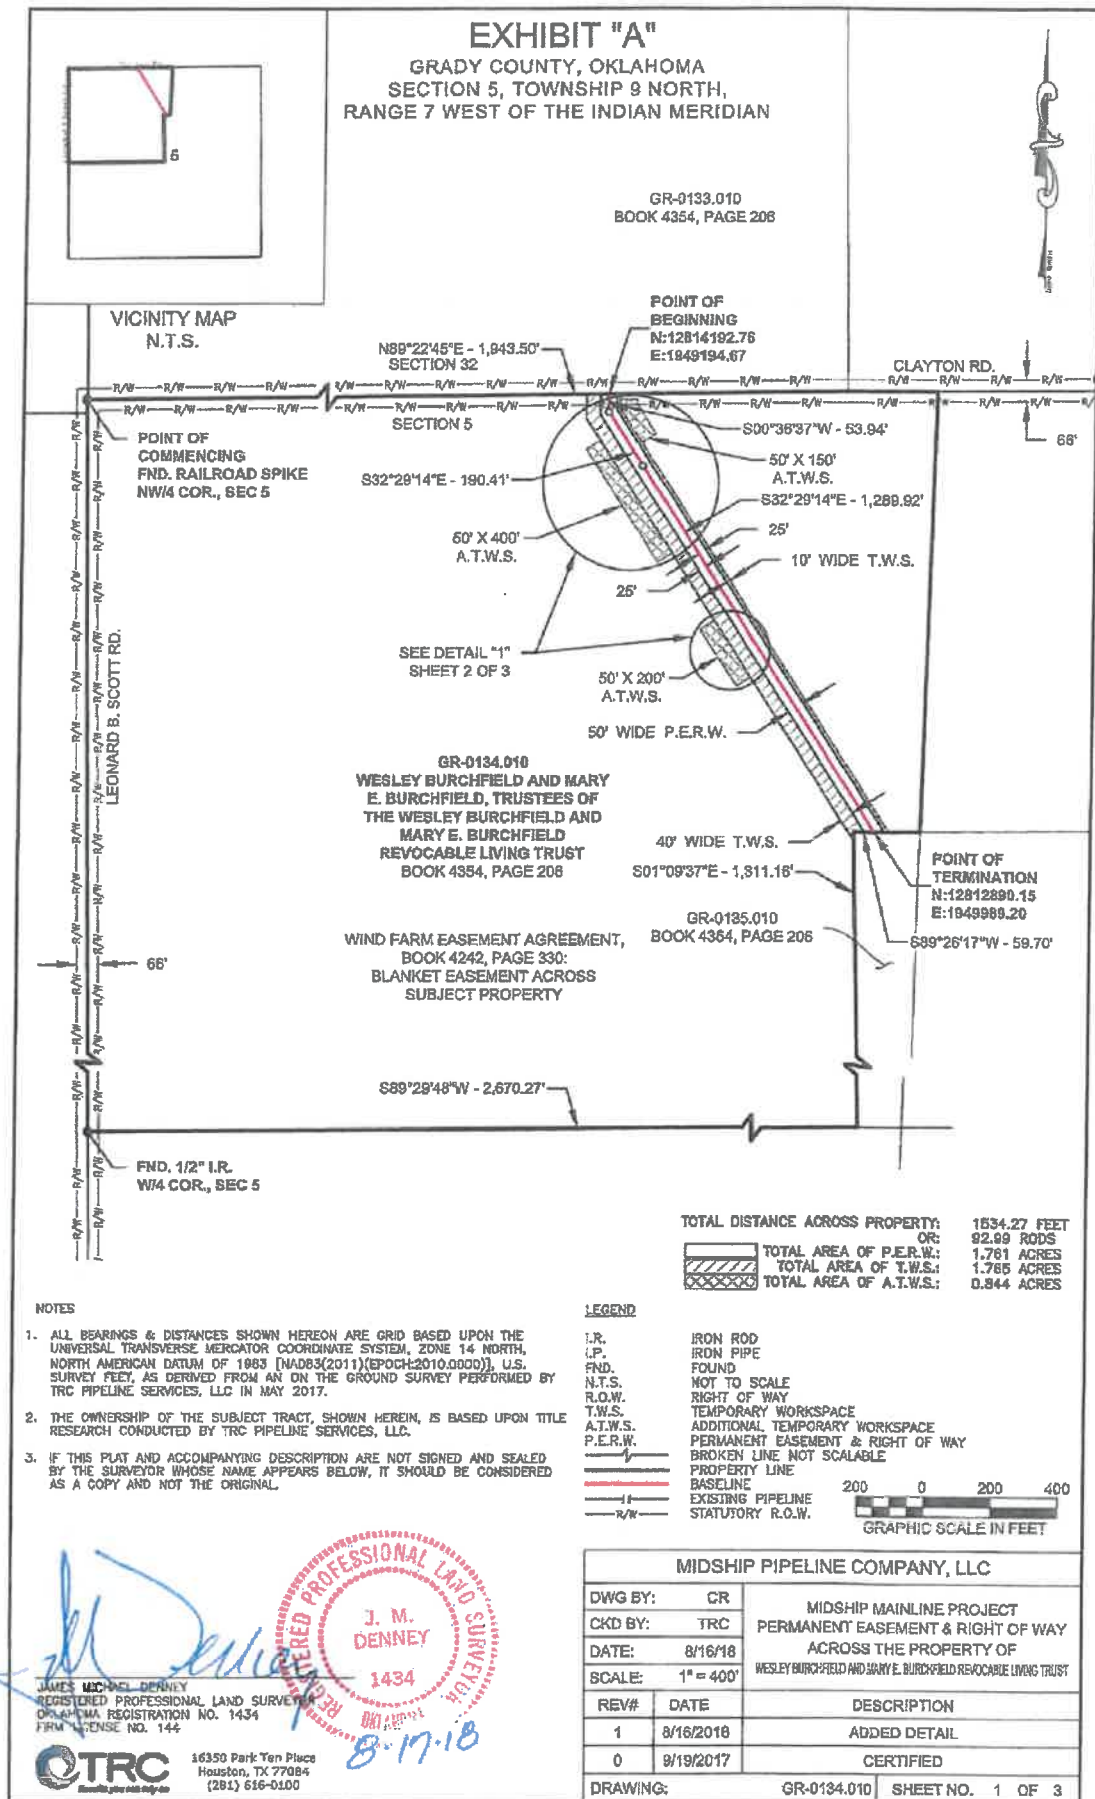 EXHIBIT "A"
GRADY COUNTY, OKLAHOMA
SECTION 5, TOWNSHIP 9 NORTH,
RANGE 7 WEST OF THE INDIAN MERIDIAN
5
VICINITY MAP
N.T.S.
GR-0133.010
BOOK 4354, PAGE 206
POINT OF
BEGINNING
N:12814192.76
E:1949194.67
N89°22'45"E - 1,943.50'
SECTION 32
CLAYTON RD.
R/W R/W R/W R/W R/W R/W R/W R/W R/W R/W R/W R/W R/W R/W R/W
R/W R/W R/W R/W R/W R/W R/W R/W R/W R/W R/W R/W R/W R/W
SECTION 5
66'
POINT OF
COMMENCING
FND. RAILROAD SPIKE
NW/4 COR., SEC 5
S00°36'37"W - 53.94'
50' X 150'
A.T.W.S.
S32°29'14"E - 190.41'
S32°29'14"E - 1,289.92'
25'
50' X 400'
A.T.W.S.
10' WIDE T.W.S.
25'
LEONARD B. SCOTT RD.
SEE DETAIL "1"
SHEET 2 OF 3
50' X 200'
A.T.W.S.
50' WIDE P.E.R.W.
GR-0134.010
WESLEY BURCHFIELD AND MARY
E. BURCHFIELD, TRUSTEES OF
THE WESLEY BURCHFIELD AND
MARY E. BURCHFIELD
REVOCABLE LIVING TRUST
BOOK 4354, PAGE 206
40' WIDE T.W.S.
S01°09'37"E - 1,311.16'
POINT OF
TERMINATION
N:12812890.15
E:1949989.20
GR-0135.010
BOOK 4354, PAGE 206
S89°26'17"W - 59.70'
WIND FARM EASEMENT AGREEMENT,
BOOK 4242, PAGE 330:
BLANKET EASEMENT ACROSS
SUBJECT PROPERTY
66'
S89°29'48"W - 2,670.27'
FND. 1/2" I.R.
W/4 COR., SEC 5
TOTAL DISTANCE ACROSS PROPERTY: 1534.27 FEET
OR: 92.99 RODS
TOTAL AREA OF P.E.R.W.: 1.761 ACRES
TOTAL AREA OF T.W.S.: 1.765 ACRES
TOTAL AREA OF A.T.W.S.: 0.844 ACRES
NOTES
1. ALL BEARINGS & DISTANCES SHOWN HEREON ARE GRID BASED UPON THE
UNIVERSAL TRANSVERSE MERCATOR COORDINATE SYSTEM, ZONE 14 NORTH,
NORTH AMERICAN DATUM OF 1983 [NAD83(2011)(EPOCH:2010.0000)], U.S.
SURVEY FEET, AS DERIVED FROM AN ON THE GROUND SURVEY PERFORMED BY
TRC PIPELINE SERVICES, LLC IN MAY 2017.
2. THE OWNERSHIP OF THE SUBJECT TRACT, SHOWN HEREIN, IS BASED UPON TITLE
RESEARCH CONDUCTED BY TRC PIPELINE SERVICES, LLC.
3. IF THIS PLAT AND ACCOMPANYING DESCRIPTION ARE NOT SIGNED AND SEALED
BY THE SURVEYOR WHOSE NAME APPEARS BELOW, IT SHOULD BE CONSIDERED
AS A COPY AND NOT THE ORIGINAL.
LEGEND
I.R. IRON ROD
I.P. IRON PIPE
FND. FOUND
N.T.S. NOT TO SCALE
R.O.W. RIGHT OF WAY
T.W.S. TEMPORARY WORKSPACE
A.T.W.S. ADDITIONAL TEMPORARY WORKSPACE
P.E.R.W. PERMANENT EASEMENT & RIGHT OF WAY
BROKEN LINE NOT SCALABLE
PROPERTY LINE
BASELINE
EXISTING PIPELINE
R/W STATUTORY R.O.W.
200 0 200 400
GRAPHIC SCALE IN FEET
REGISTERED PROFESSIONAL LAND SURVEYOR
J. M.
DENNEY
1434
OKLAHOMA
8-17-18
JAMES MICHAEL DENNEY
REGISTERED PROFESSIONAL LAND SURVEYOR
OKLAHOMA REGISTRATION NO. 1434
FIRM LICENSE NO. 144
TRC
16350 Park Ten Place
Houston, TX 77084
(281) 616-0100
MIDSHIP PIPELINE COMPANY, LLC
DWG BY: CR
CKD BY: TRC
DATE: 8/16/18
SCALE: 1" = 400'
MIDSHIP MAINLINE PROJECT
PERMANENT EASEMENT & RIGHT OF WAY
ACROSS THE PROPERTY OF
WESLEY BURCHFIELD AND MARY E. BURCHFIELD REVOCABLE LIVING TRUST
REV# DATE DESCRIPTION
1 8/16/2018 ADDED DETAIL
0 9/19/2017 CERTIFIED
DRAWING: GR-0134.010 SHEET NO. 1 OF 3